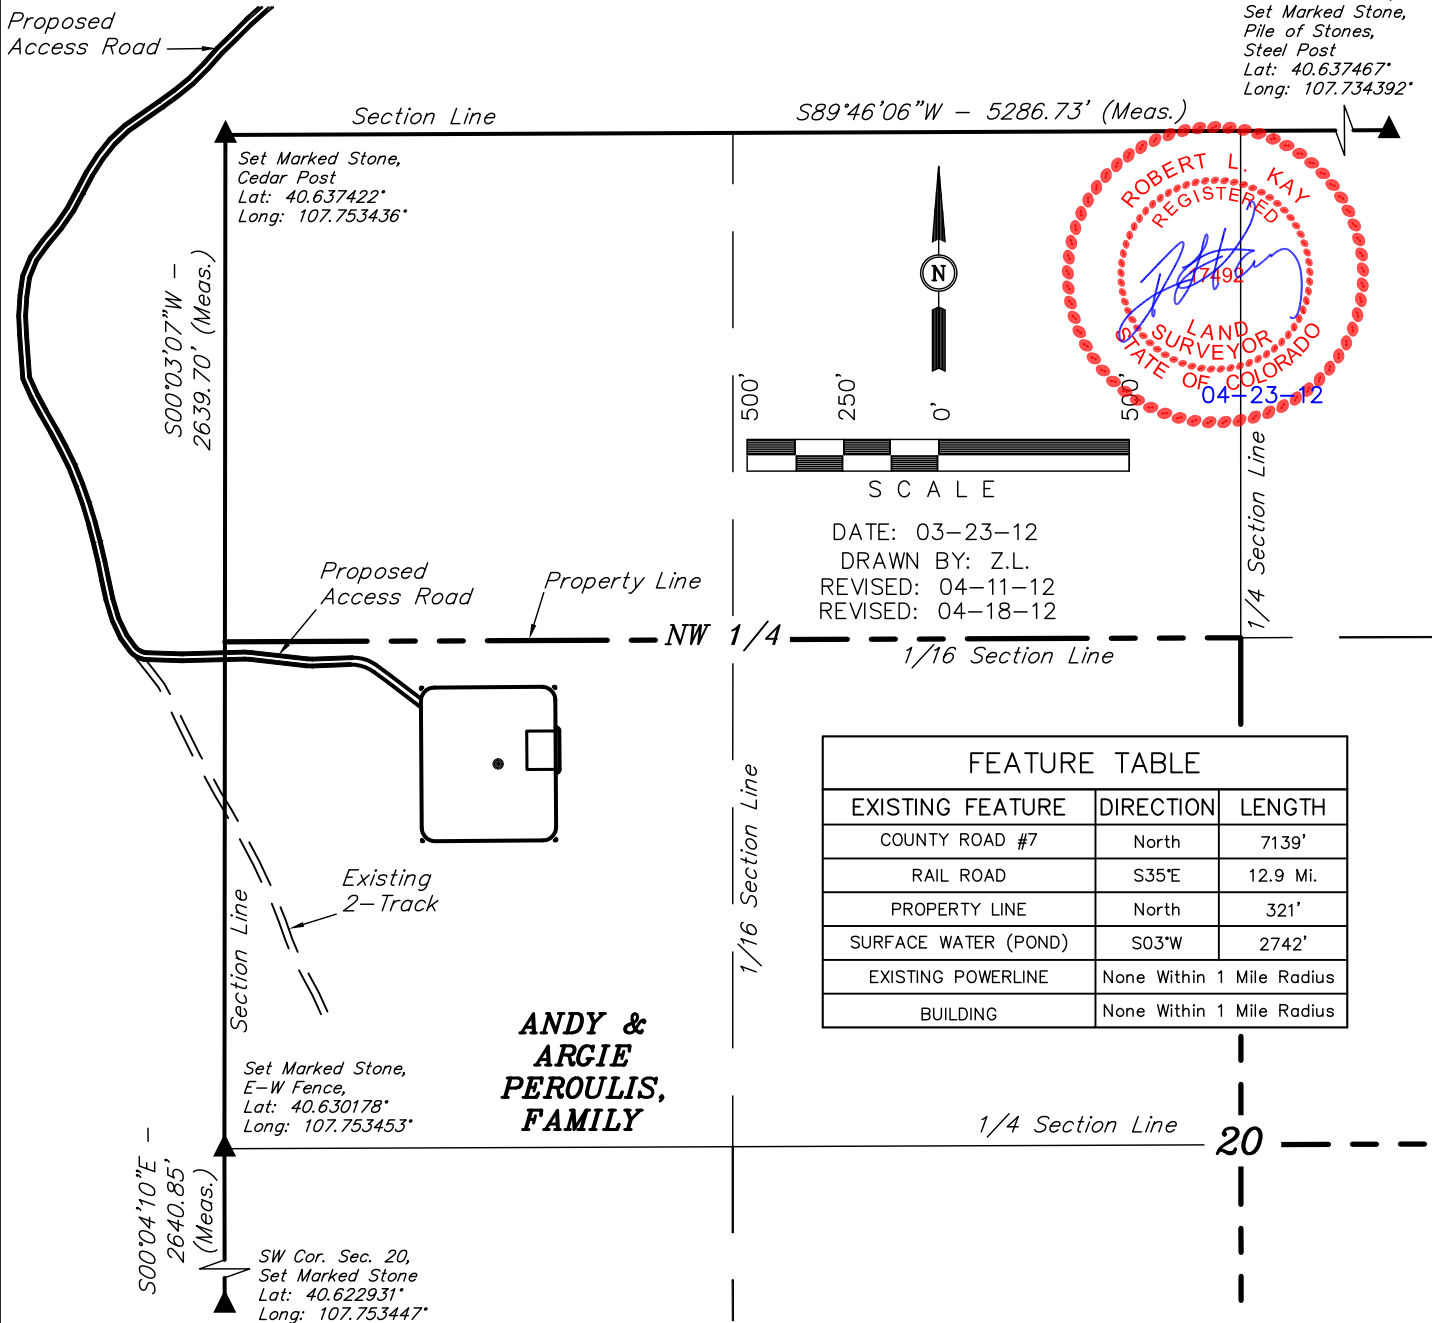 Proposed
Access Road
Set Marked Stone,
Pile of Stones,
Steel Post
Lat: 40.637467°
Long: 107.734392°
Section Line
S89°46'06"W - 5286.73' (Meas.)
Set Marked Stone,
Cedar Post
Lat: 40.637422°
Long: 107.753436°
S00°03'07"W -
2639.70' (Meas.)
N
ROBERT L. KAY
REGISTERED
17492
LAND
SURVEYOR
STATE OF COLORADO
04-23-12
500'
250'
0'
500'
SCALE
DATE: 03-23-12
DRAWN BY: Z.L.
REVISED: 04-11-12
REVISED: 04-18-12
1/4 Section Line
Proposed
Access Road
Property Line
NW 1/4
1/16 Section Line
1/16 Section Line
FEATURE TABLE
EXISTING FEATURE DIRECTION LENGTH
COUNTY ROAD #7 North 7139'
RAIL ROAD S35°E 12.9 Mi.
PROPERTY LINE North 321'
SURFACE WATER (POND) S03°W 2742'
EXISTING POWERLINE None Within 1 Mile Radius
BUILDING None Within 1 Mile Radius
Existing
2-Track
Section Line
ANDY &
ARGIE
PEROULIS,
FAMILY
Set Marked Stone,
E-W Fence,
Lat: 40.630178°
Long: 107.753453°
1/4 Section Line
20
S00°04'10"E -
2640.85'
(Meas.)
SW Cor. Sec. 20,
Set Marked Stone
Lat: 40.622931°
Long: 107.753447°